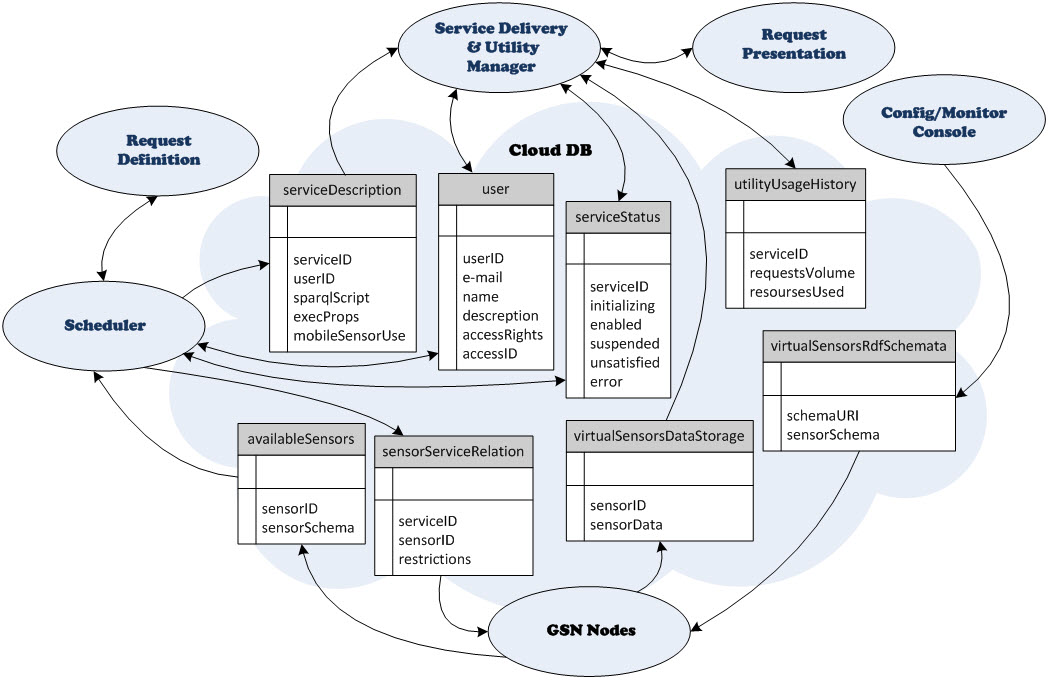 Service Delivery
& Utility
Manager
Request
Presentation
Config/Monitor
Console
Request
Definition
Cloud DB
serviceDescription
serviceID
userID
sparqlScript
execProps
mobileSensorUse
user
userID
e-mail
name
descreption
accessRights
accessID
serviceStatus
serviceID
initializing
enabled
suspended
unsatisfied
error
utilityUsageHistory
serviceID
requestsVolume
resoursesUsed
Scheduler
virtualSensorsRdfSchemata
schemaURI
sensorSchema
availableSensors
sensorID
sensorSchema
sensorServiceRelation
serviceID
sensorID
restrictions
virtualSensorsDataStorage
sensorID
sensorData
GSN Nodes